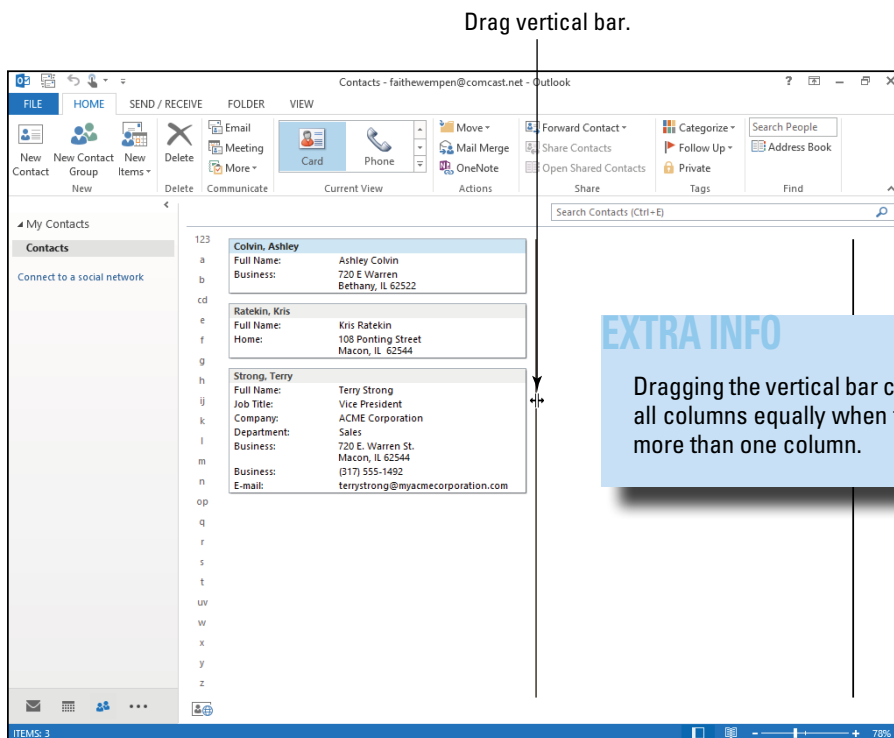 Drag vertical bar.
Contacts - faithewempen@comcast.net - Outlook
FILE HOME SEND / RECEIVE FOLDER VIEW
New Contact
New Contact Group
New Items
New
Delete
Delete
Email
Meeting
More
Communicate
Card
Phone
Current View
Move
Mail Merge
OneNote
Actions
Forward Contact
Share Contacts
Open Shared Contacts
Share
Categorize
Follow Up
Private
Tags
Search People
Address Book
Find
Search Contacts (Ctrl+E)
My Contacts
Contacts
Connect to a social network
123
a
b
cd
e
f
g
h
ij
k
l
m
n
op
q
r
s
t
uv
w
x
y
z
Colvin, Ashley
Full Name: Ashley Colvin
Business: 720 E Warren
Bethany, IL 62522
Ratekin, Kris
Full Name: Kris Ratekin
Home: 108 Ponting Street
Macon, IL 62544
Strong, Terry
Full Name: Terry Strong
Job Title: Vice President
Company: ACME Corporation
Department: Sales
Business: 720 E. Warren St.
Macon, IL 62544
Business: (317) 555-1492
E-mail: terrystrong@myacmecorporation.com
EXTRA INFO
Dragging the vertical bar
all columns equally when
more than one column.
ITEMS: 3
78%